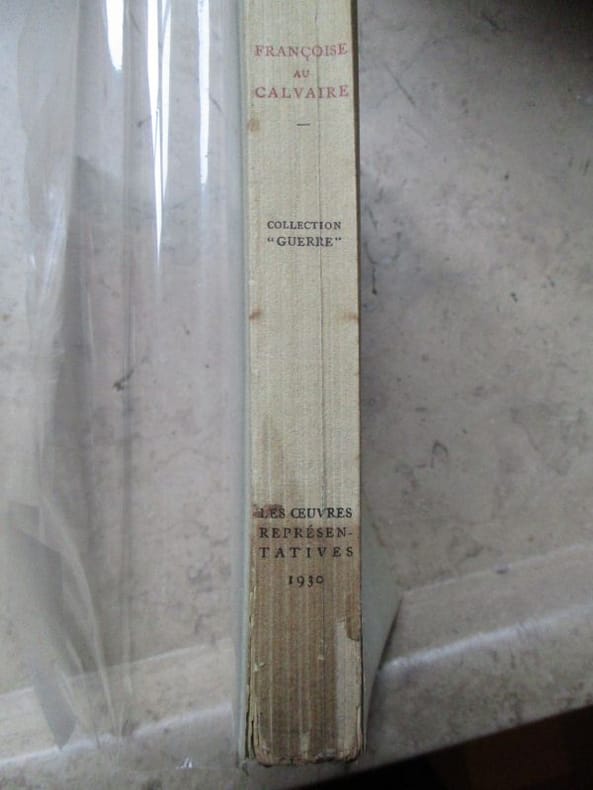 FRANÇOISE
AU
CALVAIRE
COLLECTION
"GUERRE"
LES ŒUVRES
REPRÉSEN-
TATIVES
1930